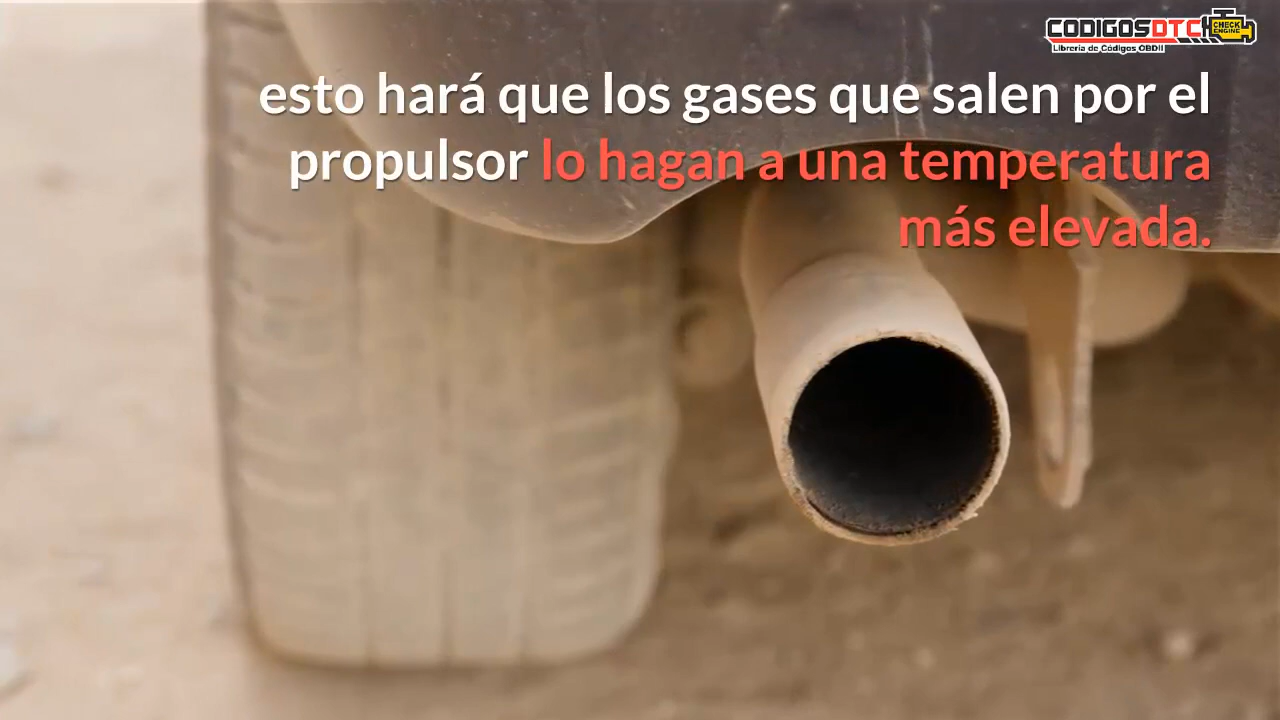 CODIGOSDTC
CHECK
ENGINE
Librería de Códigos OBDII
esto hará que los gases que salen por el
propulsor lo hagan a una temperatura
más elevada.